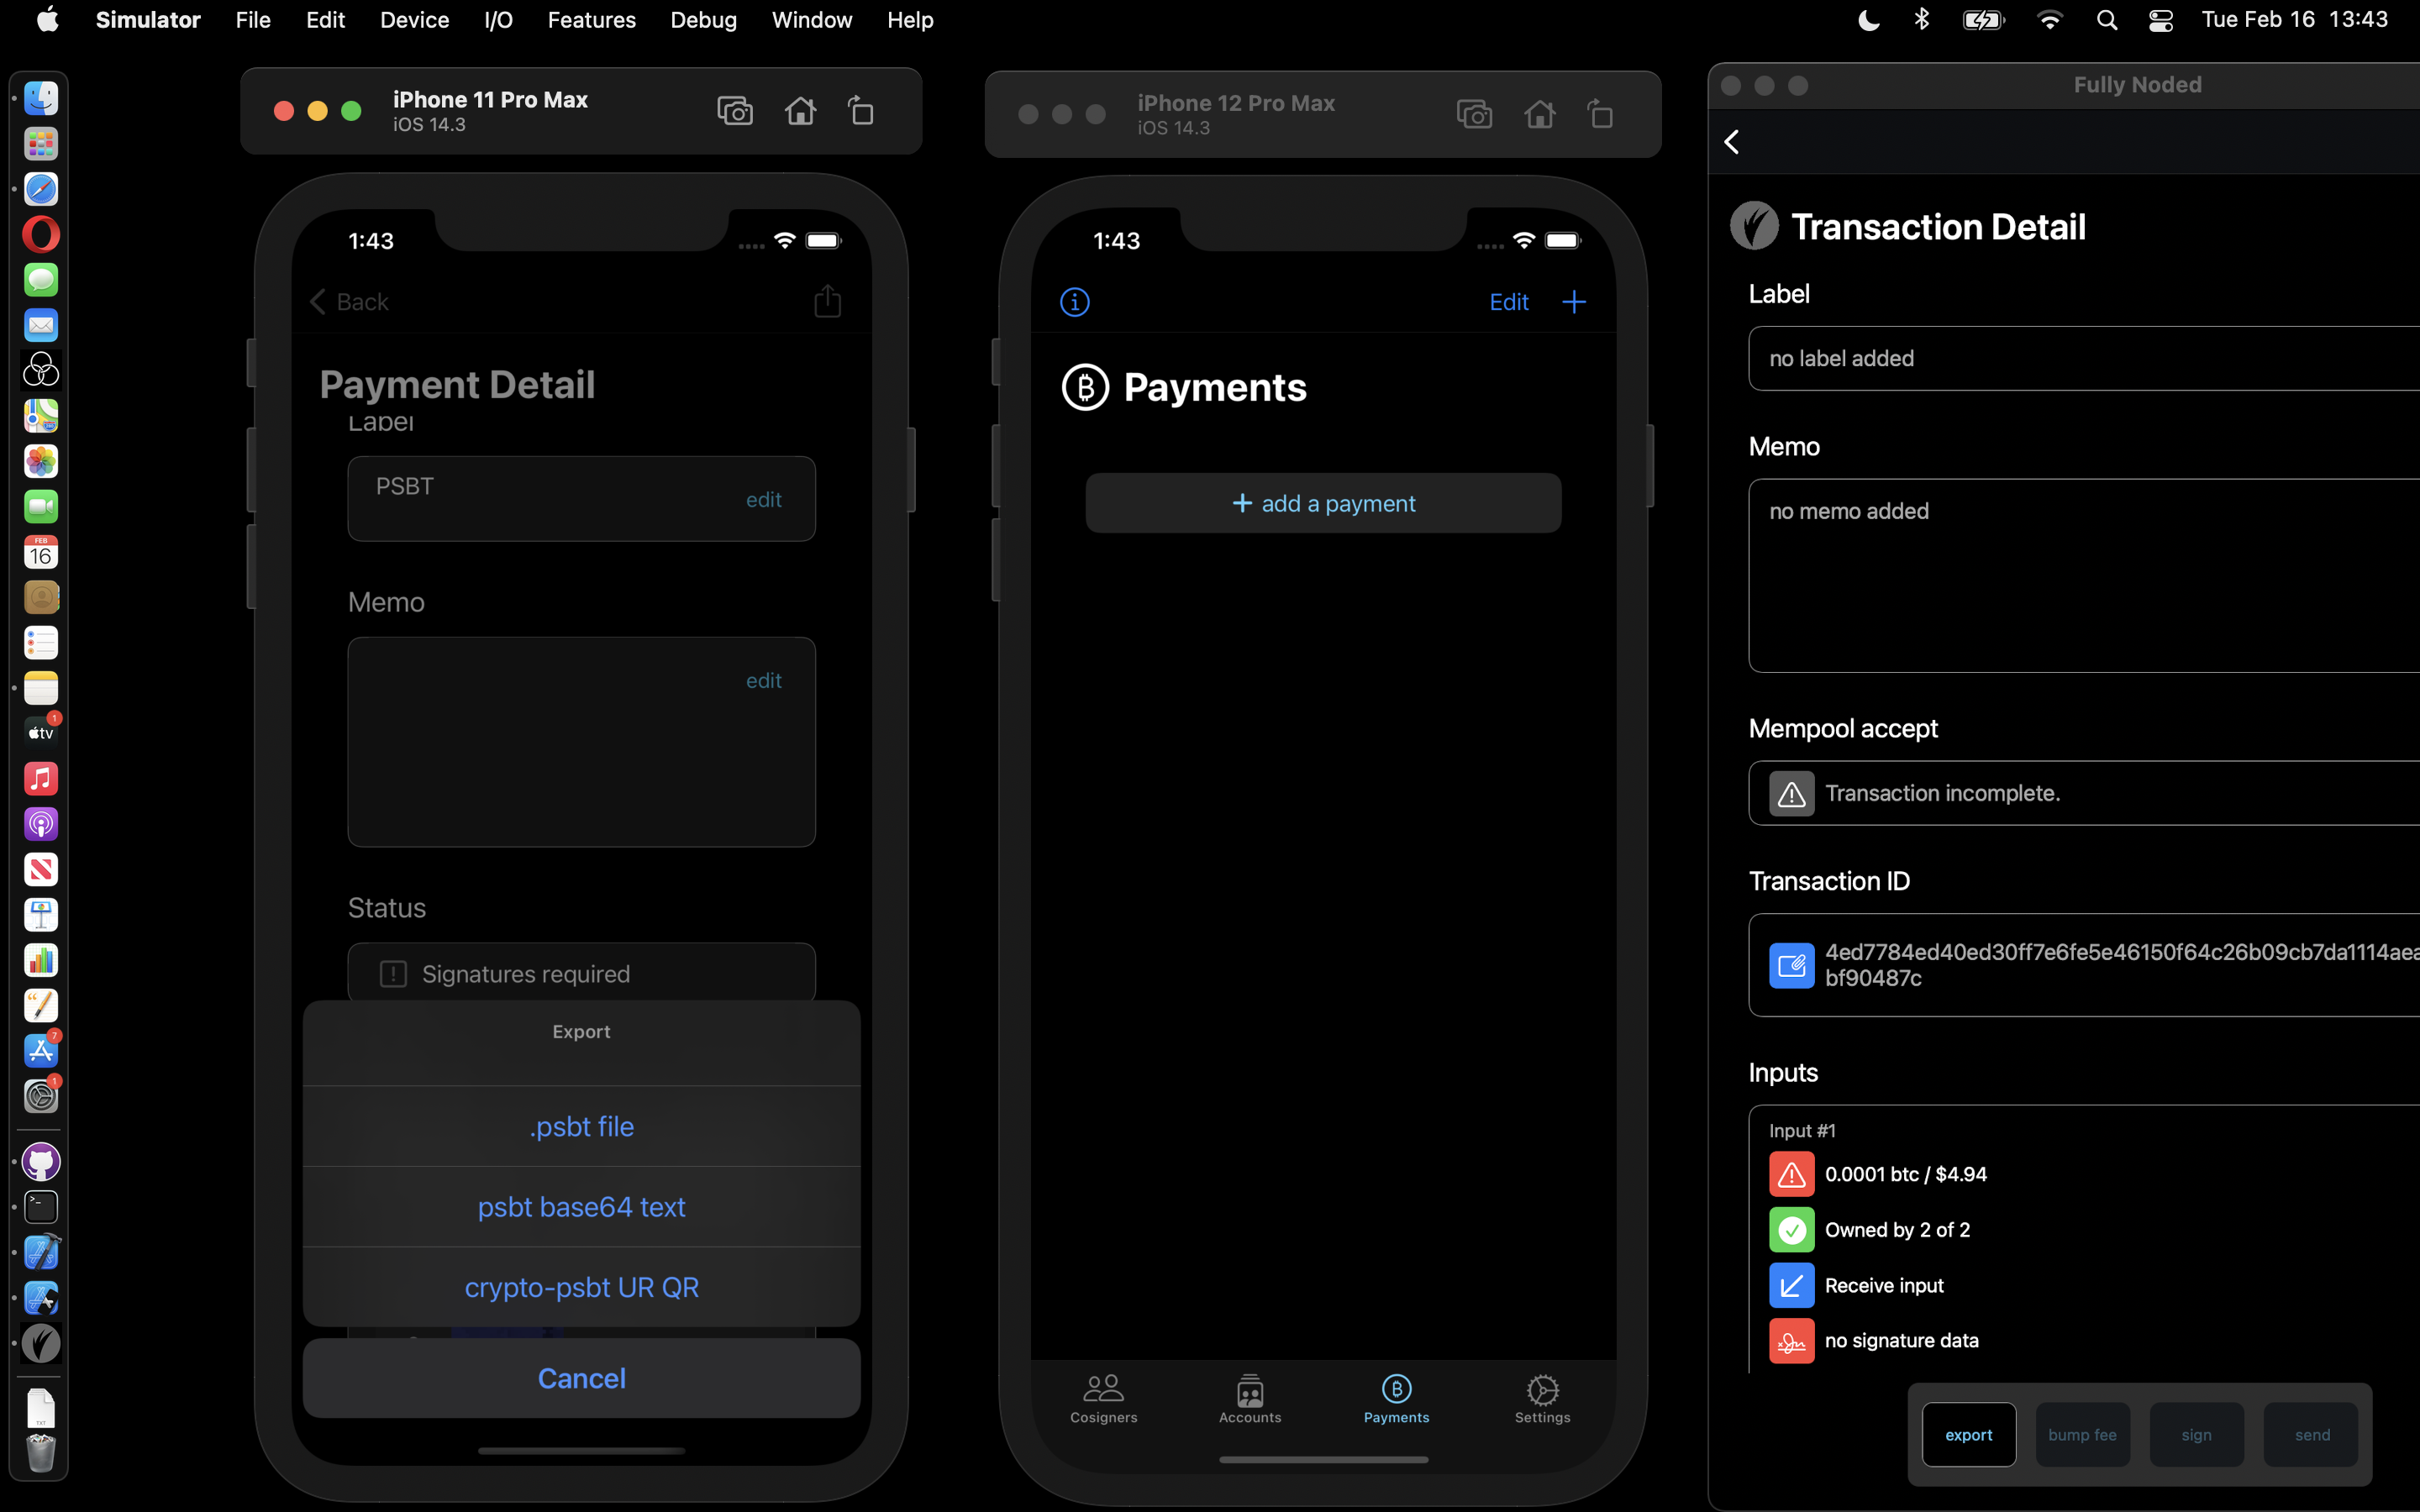 Simulator File Edit Device I/O Features Debug Window Help
Tue Feb 16 13:43
iPhone 11 Pro Max
iOS 14.3
1:43
Back
Payment Detail
Label
PSBT
edit
Memo
edit
Status
Signatures required
Export
.psbt file
psbt base64 text
crypto-psbt UR QR
Cancel
iPhone 12 Pro Max
iOS 14.3
1:43
Edit
Payments
+ add a payment
Cosigners Accounts Payments Settings
Fully Noded
Transaction Detail
Label
no label added
Memo
no memo added
Mempool accept
Transaction incomplete.
Transaction ID
4ed7784ed40ed30ff7e6fe5e46150f64c26b09cb7da1114aea
bf90487c
Inputs
Input #1
0.0001 btc / $4.94
Owned by 2 of 2
Receive input
no signature data
export bump fee sign send
FEB
16
1
tv
7
1
TXT